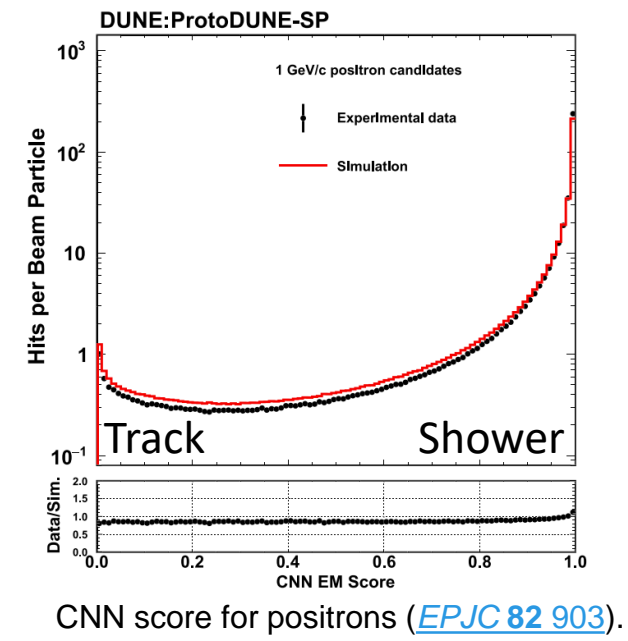 DUNE:ProtoDUNE-SP
10³
1 GeV/c positron candidates
Experimental data
10²
Simulation
Hits per Beam Particle
10
1
Track Shower
10⁻¹
2.0
1.5
1.0
0.5
0.0
Data/Sim.
0.0 0.2 0.4 0.6 0.8 1.0
CNN EM Score
CNN score for positrons (EPJC 82 903).